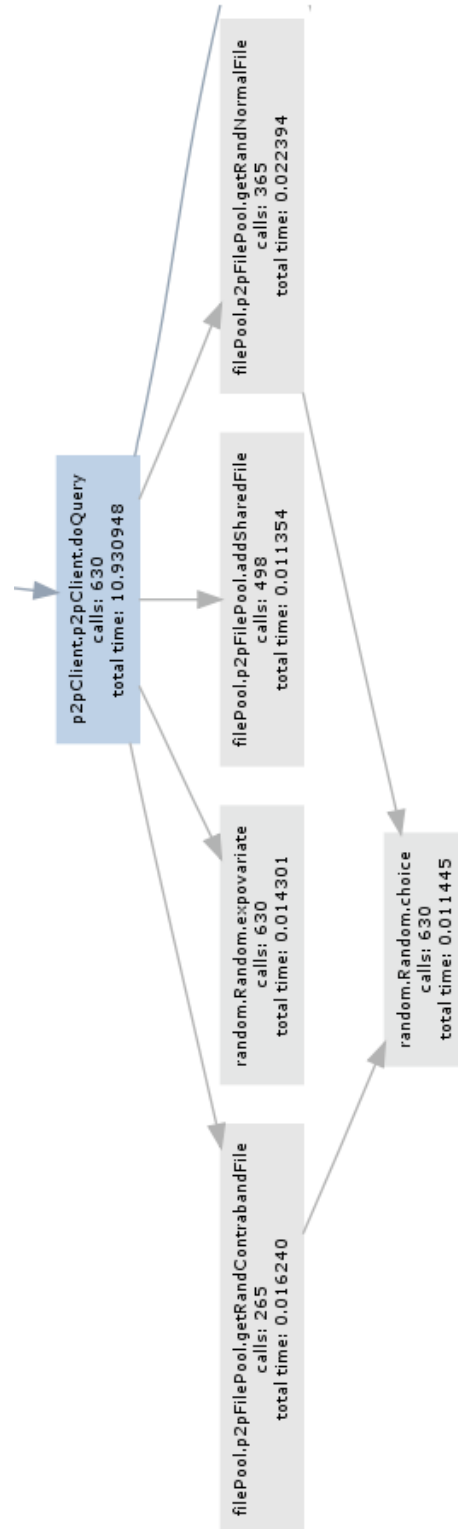 p2pClient.p2pClient.doQuery
calls: 630
total time: 10.930948
filePool.p2pFilePool.getRandContrabandFile
calls: 265
total time: 0.016240
random.Random.expovariate
calls: 630
total time: 0.014301
filePool.p2pFilePool.addSharedFile
calls: 498
total time: 0.011354
filePool.p2pFilePool.getRandNormalFile
calls: 365
total time: 0.022394
random.Random.choice
calls: 630
total time: 0.011445